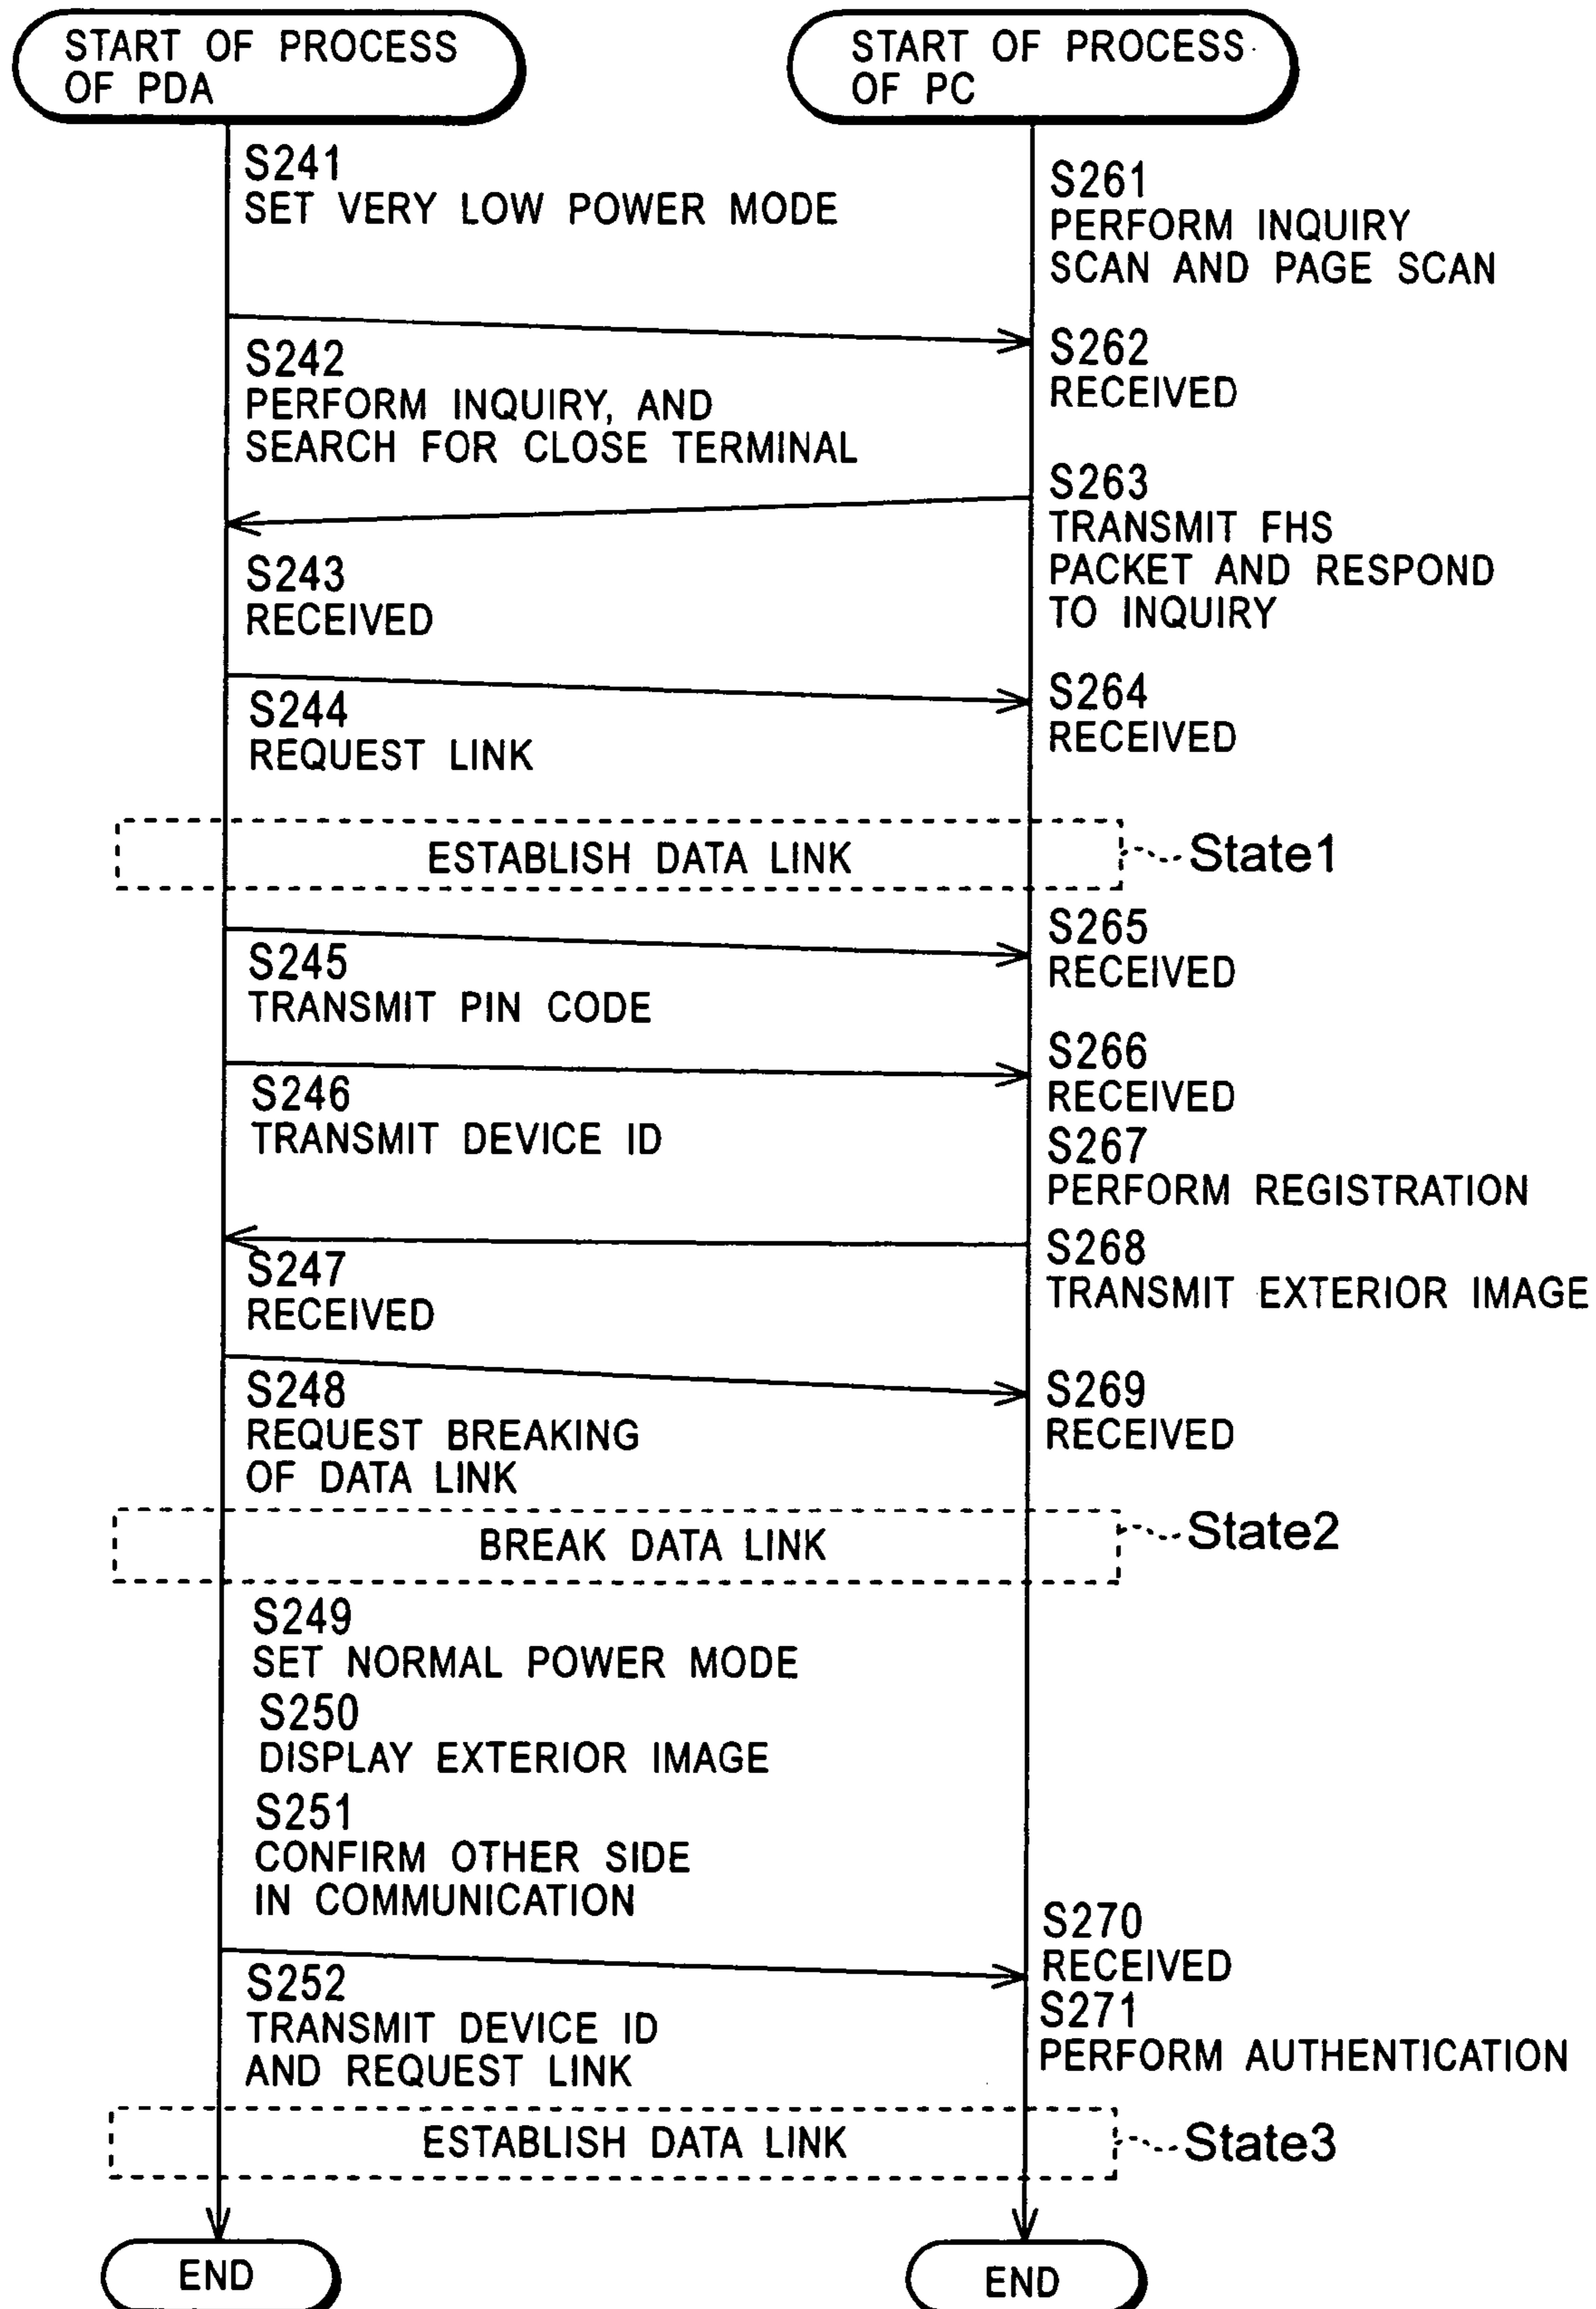 START OF PROCESS
OF PDA
START OF PROCESS
OF PC
S241
SET VERY LOW POWER MODE
S261
PERFORM INQUIRY
SCAN AND PAGE SCAN
S242
PERFORM INQUIRY, AND
SEARCH FOR CLOSE TERMINAL
S262
RECEIVED
S263
TRANSMIT FHS
PACKET AND RESPOND
TO INQUIRY
S243
RECEIVED
S244
REQUEST LINK
S264
RECEIVED
ESTABLISH DATA LINK
State1
S245
TRANSMIT PIN CODE
S265
RECEIVED
S246
TRANSMIT DEVICE ID
S266
RECEIVED
S267
PERFORM REGISTRATION
S247
RECEIVED
S268
TRANSMIT EXTERIOR IMAGE
S248
REQUEST BREAKING
OF DATA LINK
S269
RECEIVED
BREAK DATA LINK
State2
S249
SET NORMAL POWER MODE
S250
DISPLAY EXTERIOR IMAGE
S251
CONFIRM OTHER SIDE
IN COMMUNICATION
S252
TRANSMIT DEVICE ID
AND REQUEST LINK
S270
RECEIVED
S271
PERFORM AUTHENTICATION
ESTABLISH DATA LINK
State3
END
END